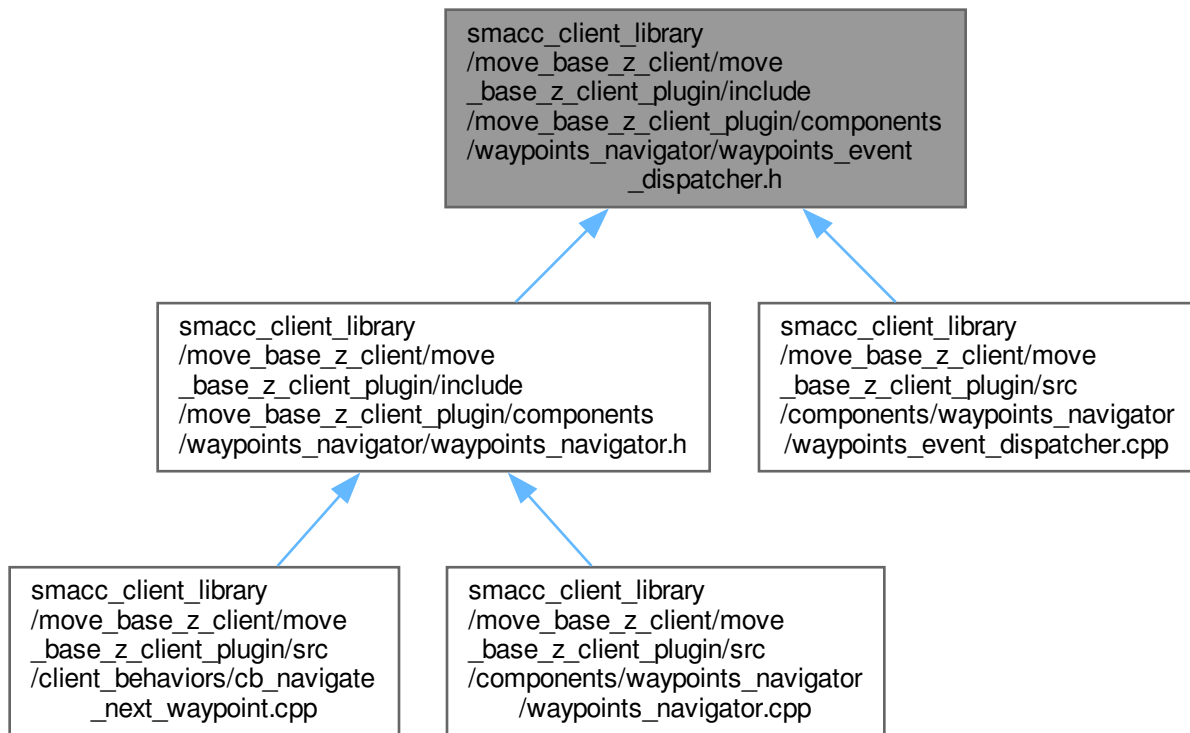 smacc_client_library
/move_base_z_client/move
_base_z_client_plugin/include
/move_base_z_client_plugin/components
/waypoints_navigator/waypoints_event
_dispatcher.h
smacc_client_library
/move_base_z_client/move
_base_z_client_plugin/include
/move_base_z_client_plugin/components
/waypoints_navigator/waypoints_navigator.h
smacc_client_library
/move_base_z_client/move
_base_z_client_plugin/src
/components/waypoints_navigator
/waypoints_event_dispatcher.cpp
smacc_client_library
/move_base_z_client/move
_base_z_client_plugin/src
/client_behaviors/cb_navigate
_next_waypoint.cpp
smacc_client_library
/move_base_z_client/move
_base_z_client_plugin/src
/components/waypoints_navigator
/waypoints_navigator.cpp